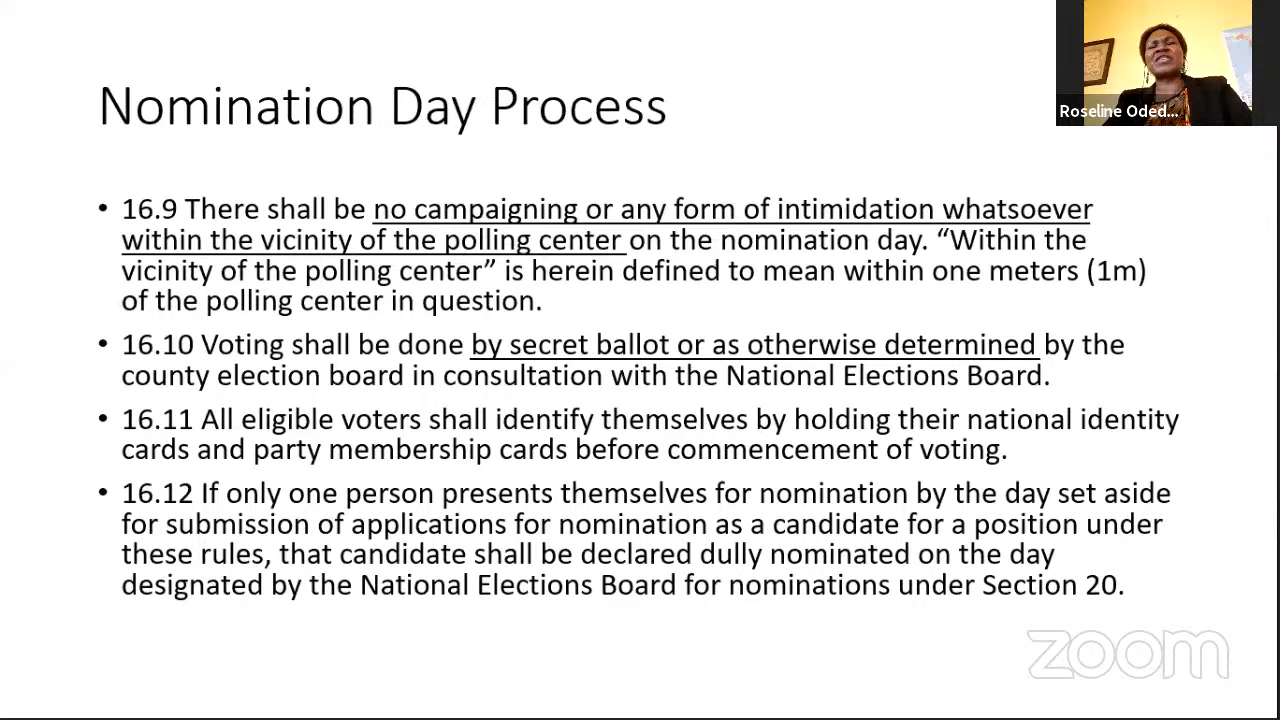 Roseline Oded...
Nomination Day Process
• 16.9 There shall be no campaigning or any form of intimidation whatsoever
within the vicinity of the polling center on the nomination day. “Within the
vicinity of the polling center” is herein defined to mean within one meters (1m)
of the polling center in question.
• 16.10 Voting shall be done by secret ballot or as otherwise determined by the
county election board in consultation with the National Elections Board.
• 16.11 All eligible voters shall identify themselves by holding their national identity
cards and party membership cards before commencement of voting.
• 16.12 If only one person presents themselves for nomination by the day set aside
for submission of applications for nomination as a candidate for a position under
these rules, that candidate shall be declared dully nominated on the day
designated by the National Elections Board for nominations under Section 20.
zoom